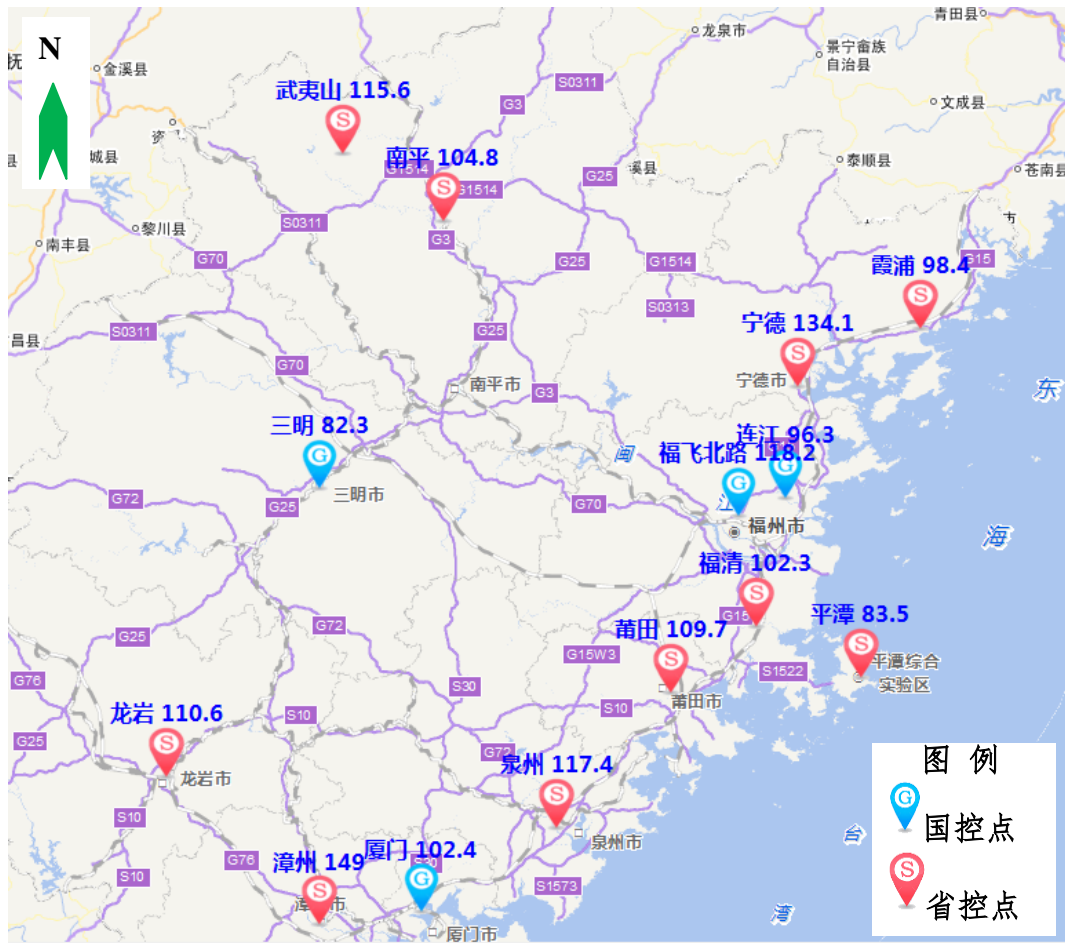 青田县
龙泉市
景宁畲族
自治县
N
抚
金溪县
S0311
武夷山 115.6
G3
文成县
资
城县
县
南平 104.8
G1514
G1514
溪县
泰顺县
苍南县
G25
黎川县
S0311
市
南丰县
G3
G70
G25
G1514
G15
霞浦 98.4
S0313
宁德 134.1
昌县
S0311
G25
G70
南平市
宁德市
G3
东
三明 82.3
连江 96.3
闽
福飞北路 118.2
三明市
G72
G25
G70
江
福州市
海
福清 102.3
G25
G72
莆田 109.7
G15
平潭 83.5
G15W3
平潭综合
实验区
S1522
G76
S30
莆田市
龙岩 110.6
S10
S10
G25
G72
泉州 117.4
龙岩市
图 例
国控点
省控点
S10
台
泉州市
G76
漳州 149
厦门 102.4
S10
S1573
市
湾
厦门市
G
S